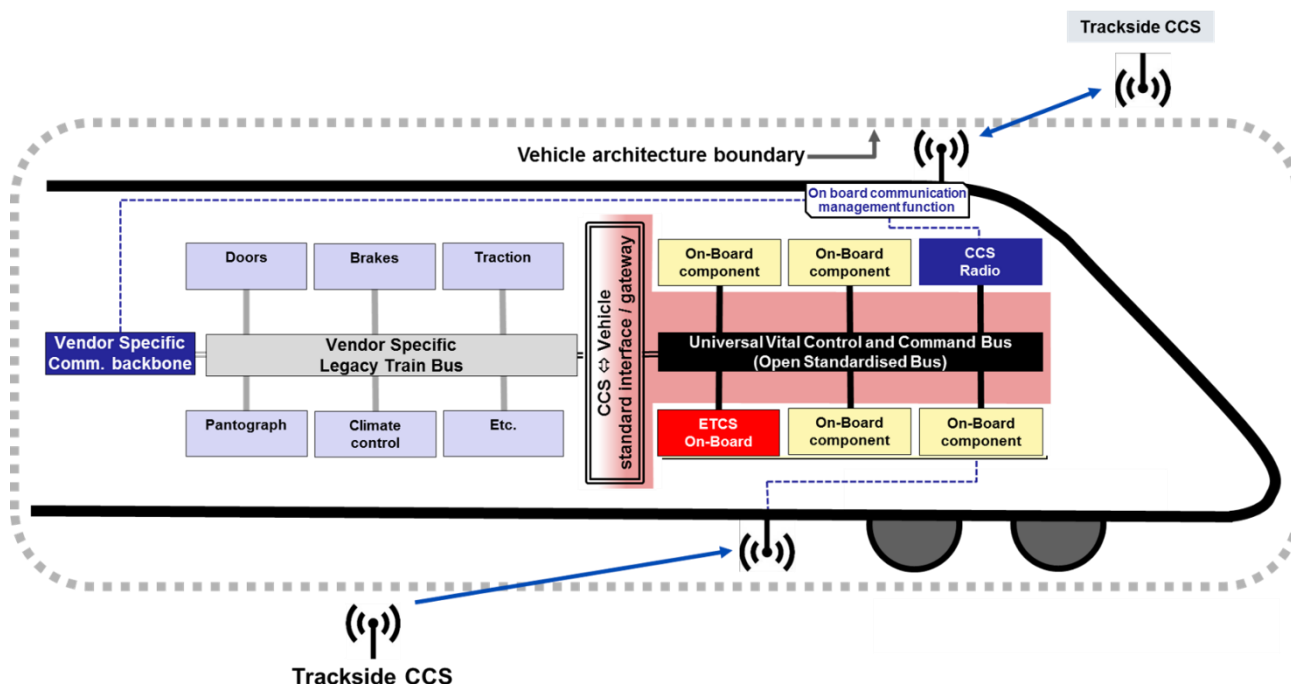 Trackside CCS
Vehicle architecture boundary
On board communication
management function
Doors
Brakes
Traction
CCS ⇔ Vehicle
standard interface / gateway
On-Board
component
On-Board
component
CCS
Radio
Vendor Specific
Comm. backbone
Vendor Specific
Legacy Train Bus
Universal Vital Control and Command Bus
(Open Standardised Bus)
Pantograph
Climate
control
Etc.
ETCS
On-Board
On-Board
component
On-Board
component
Trackside CCS